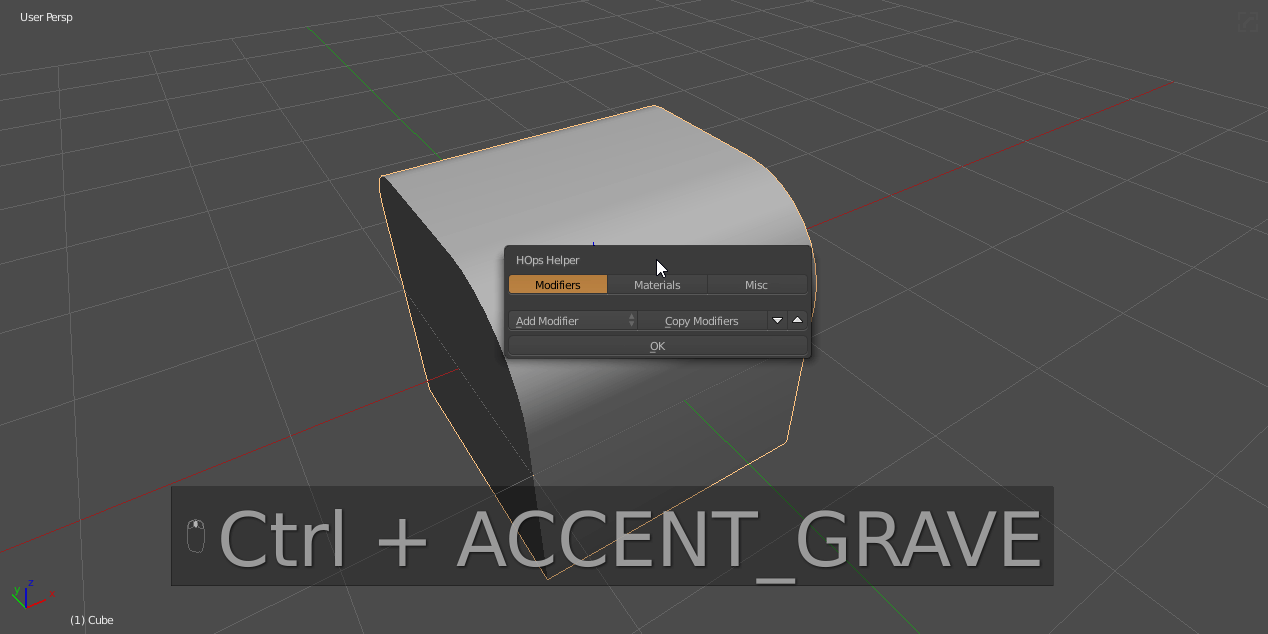 User Persp
HOps Helper
Modifiers Materials Misc
Add Modifier Copy Modifiers
OK
Ctrl + ACCENT_GRAVE
z
y x
(1) Cube